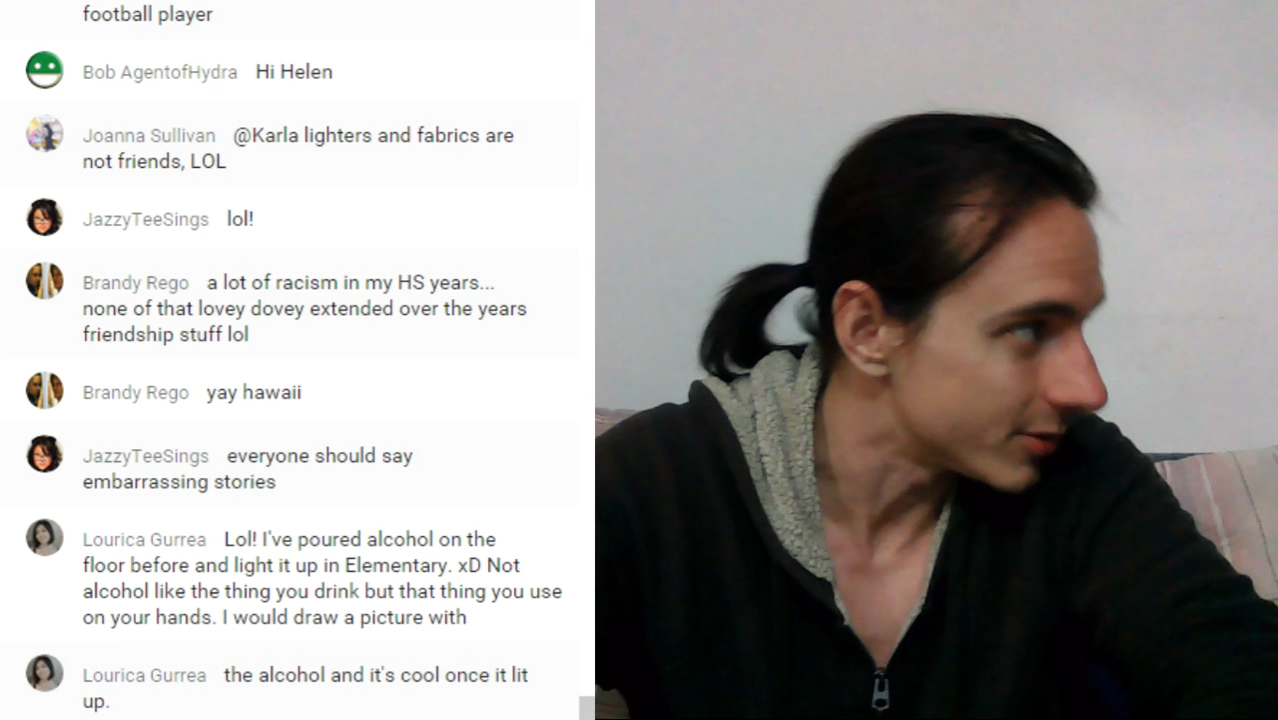 football player
Bob AgentofHydra Hi Helen
Joanna Sullivan @Karla lighters and fabrics are
not friends, LOL
JazzyTeeSings lol!
Brandy Rego a lot of racism in my HS years...
none of that lovey dovey extended over the years
friendship stuff lol
Brandy Rego yay hawaii
JazzyTeeSings everyone should say
embarrassing stories
Lourica Gurrea Lol! I've poured alcohol on the
floor before and light it up in Elementary. xD Not
alcohol like the thing you drink but that thing you use
on your hands. I would draw a picture with
Lourica Gurrea the alcohol and it's cool once it lit
up.